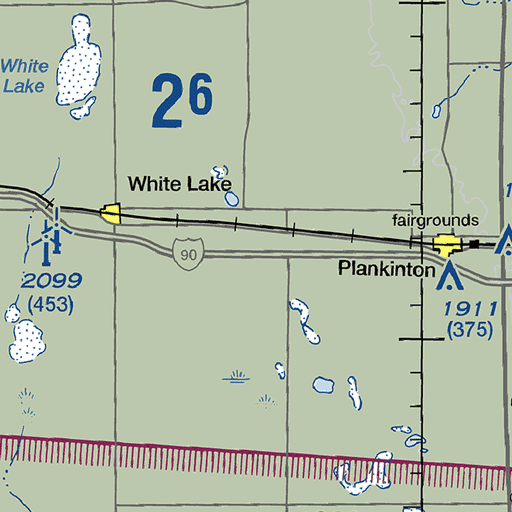 White
Lake
26
White Lake
fairgrounds
90
Plankinton
2099
(453)
1911
(375)